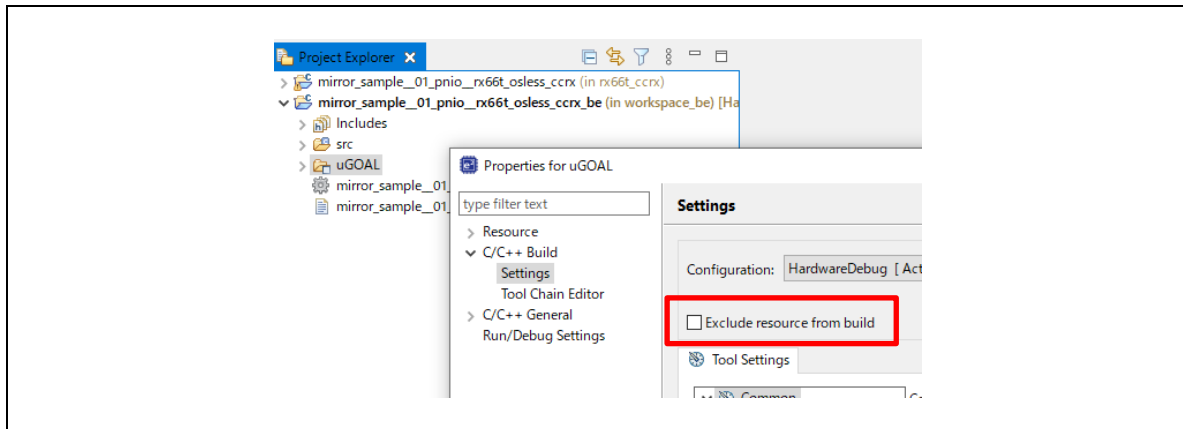 Project Explorer
mirror_sample__01_pnio__rx66t_osless_ccrx (in rx66t_ccrx)
mirror_sample__01_pnio__rx66t_osless_ccrx_be (in workspace_be) [Ha
Includes
src
uGOAL
mirror_sample__01_
mirror_sample__01_
Properties for uGOAL
type filter text
Resource
C/C++ Build
Settings
Tool Chain Editor
C/C++ General
Run/Debug Settings
Settings
Configuration: HardwareDebug [ Act
Exclude resource from build
Tool Settings
Common